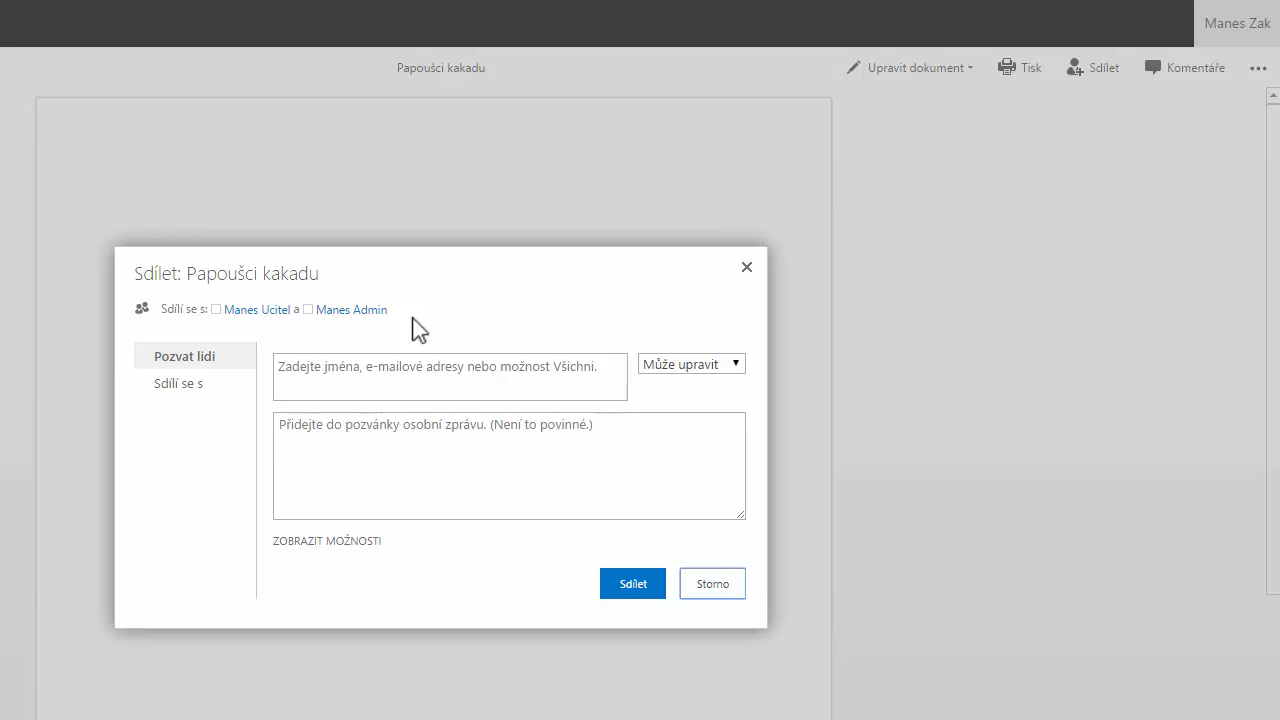 Manes Zak
Papoušci kakadu
Upravit dokument
Tisk
Sdílet
Komentáře
Sdílet: Papoušci kakadu
Sdílí se s: Manes Ucitel a Manes Admin
Pozvat lidi
Sdílí se s
Zadejte jména, e-mailové adresy nebo možnost Všichni.
Může upravit
Přidejte do pozvánky osobní zprávu. (Není to povinné.)
ZOBRAZIT MOŽNOSTI
Sdílet
Storno